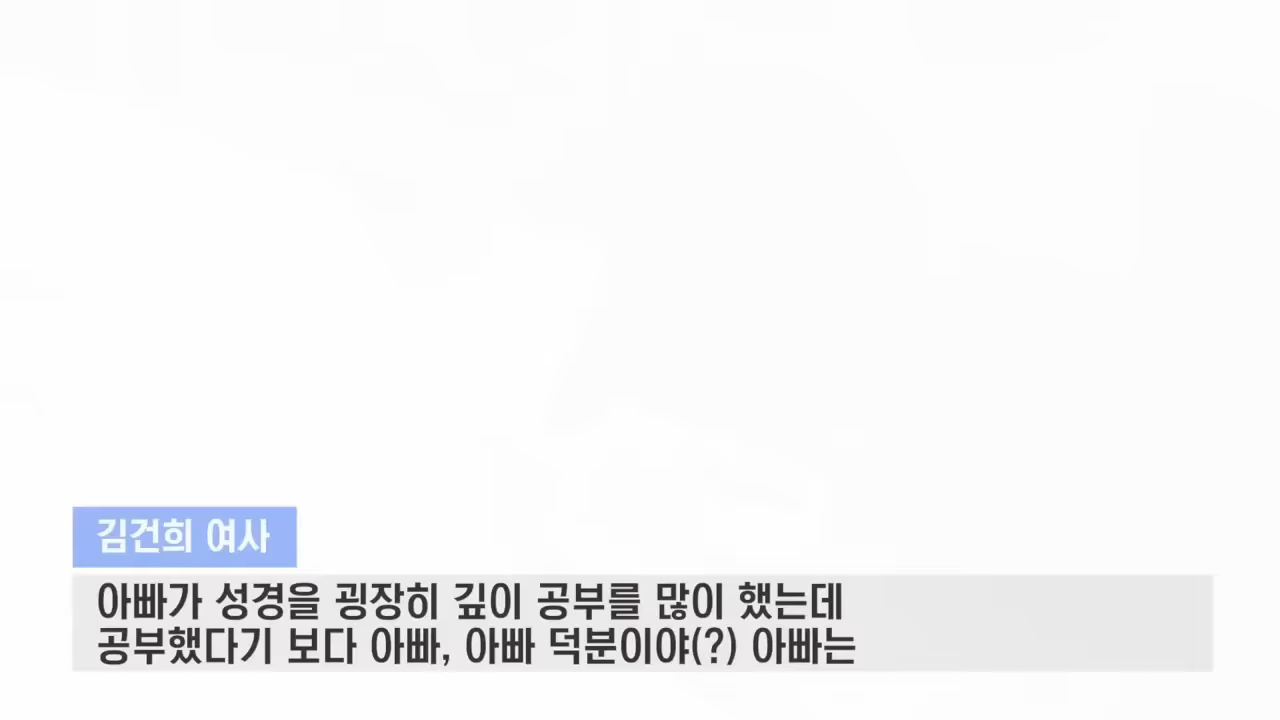 김건희 여사
아빠가 성경을 굉장히 깊이 공부를 많이 했는데
공부했다기 보다 아빠, 아빠 덕분이야(?) 아빠는